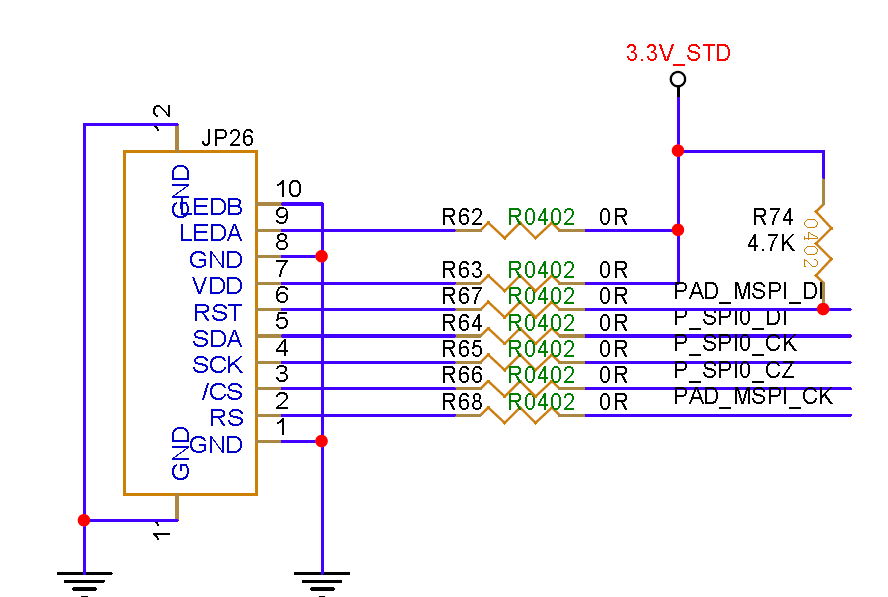 3.3V_STD
12
JP26
GND
10
LEDB
9
R62 R0402 0R
R74
LEDA
8
4.7K
0402
GND
7
R63 R0402 0R
VDD
6
R67 R0402 0R
PAD_MSPI_DI
RST
5
R64 R0402 0R
P_SPI0_DI
SDA
4
R65 R0402 0R
P_SPI0_CK
SCK
3
R66 R0402 0R
P_SPI0_CZ
/CS
2
R68 R0402 0R
PAD_MSPI_CK
RS
1
GND
GND
11